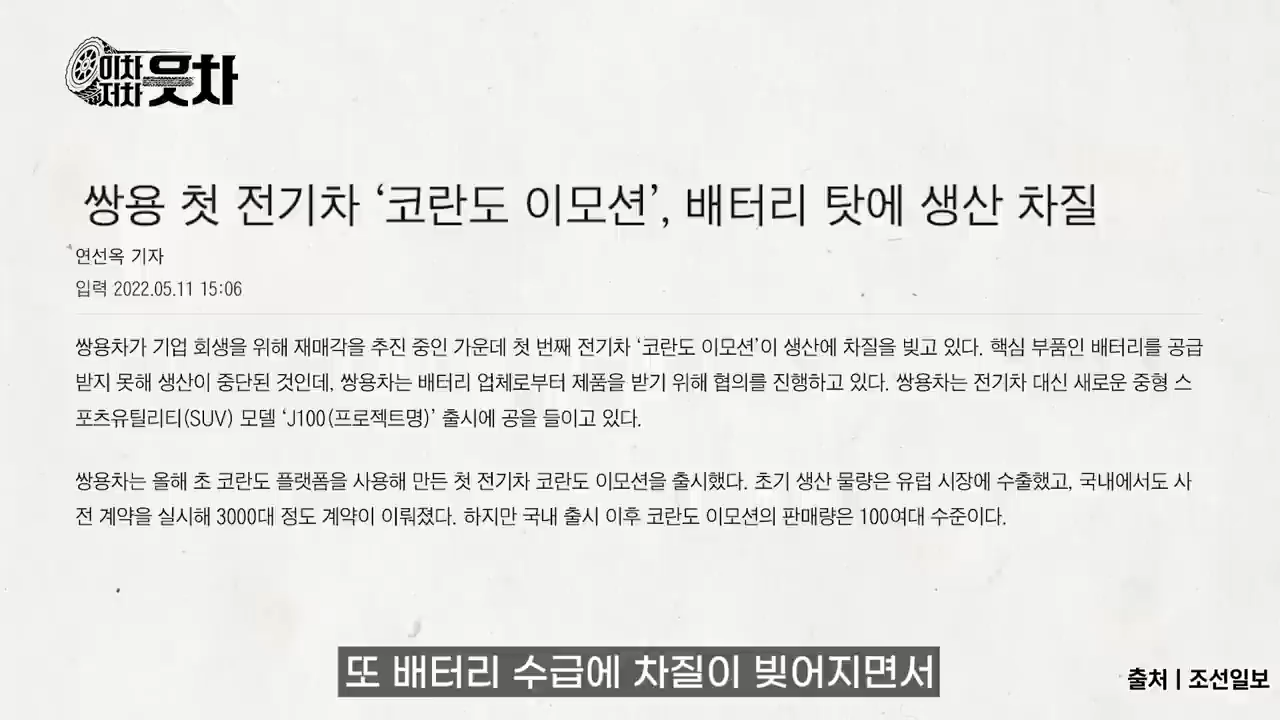 이차
저차
웃차
쌍용 첫 전기차 ‘코란도 이모션’, 배터리 탓에 생산 차질
연선옥 기자
입력 2022.05.11 15:06
쌍용차가 기업 회생을 위해 재매각을 추진 중인 가운데 첫 번째 전기차 ‘코란도 이모션’이 생산에 차질을 빚고 있다. 핵심 부품인 배터리를 공급
받지 못해 생산이 중단된 것인데, 쌍용차는 배터리 업체로부터 제품을 받기 위해 협의를 진행하고 있다. 쌍용차는 전기차 대신 새로운 중형 스
포츠유틸리티(SUV) 모델 ‘J100(프로젝트명)’ 출시에 공을 들이고 있다.
쌍용차는 올해 초 코란도 플랫폼을 사용해 만든 첫 전기차 코란도 이모션을 출시했다. 초기 생산 물량은 유럽 시장에 수출했고, 국내에서도 사
전 계약을 실시해 3000대 정도 계약이 이뤄졌다. 하지만 국내 출시 이후 코란도 이모션의 판매량은 100여대 수준이다.
또 배터리 수급에 차질이 빚어지면서
출처 | 조선일보